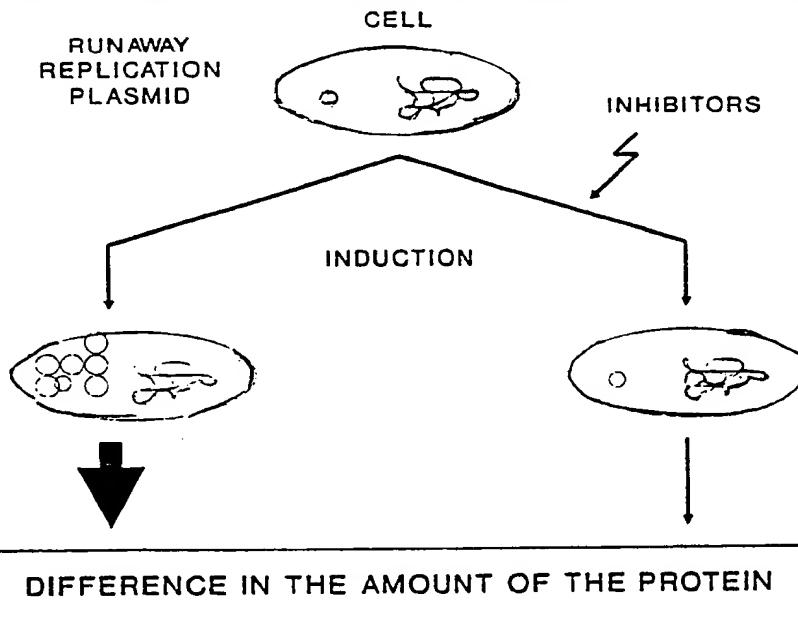 CELL
RUNAWAY
REPLICATION
PLASMID
INHIBITORS
INDUCTION
DIFFERENCE IN THE AMOUNT OF THE PROTEIN